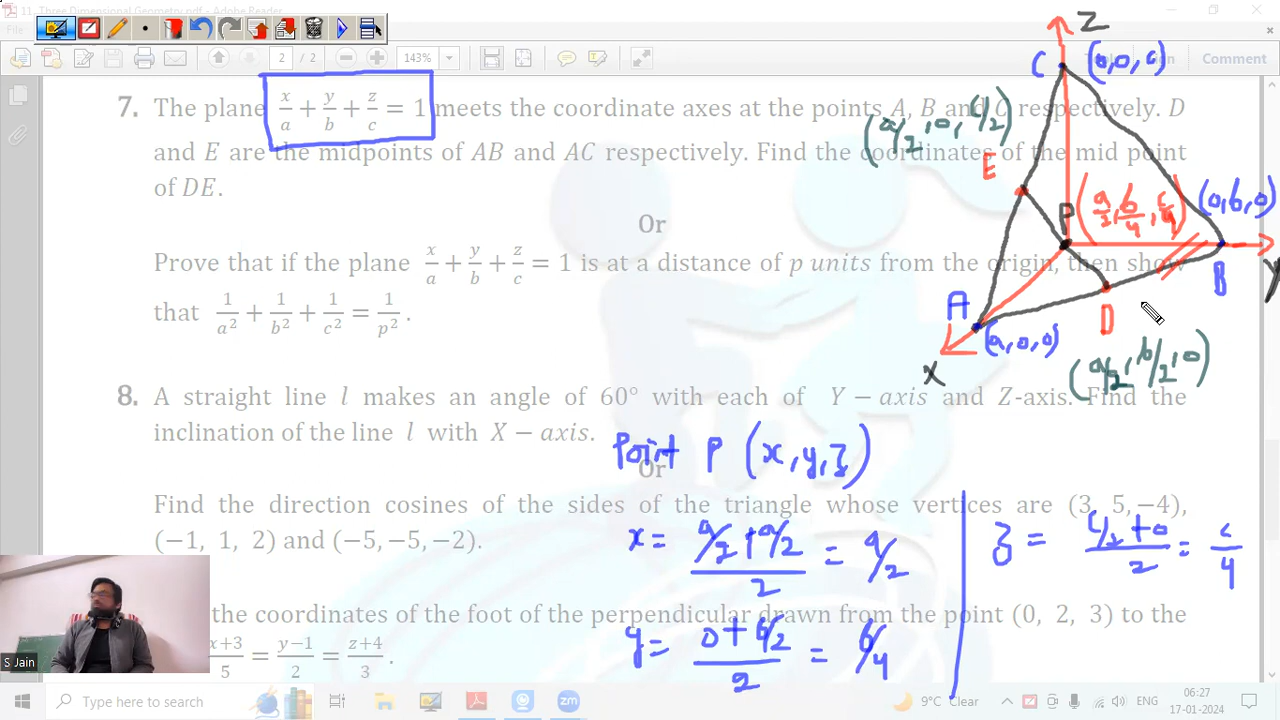 11. Three Dimensional Geometry.pdf - Adobe Reader
File
2 / 2
143%
Comment
7. The plane x/a + y/b + z/c = 1 meets the coordinate axes at the points A, B and C respectively. D
and E are the midpoints of AB and AC respectively. Find the coordinates of the mid point
of DE.
Or
Prove that if the plane x/a + y/b + z/c = 1 is at a distance of p units from the origin, then show
that 1/a² + 1/b² + 1/c² = 1/p².
8. A straight line l makes an angle of 60° with each of Y − axis and Z-axis. Find the
inclination of the line l with X − axis.
Or
Find the direction cosines of the sides of the triangle whose vertices are (3, 5, −4),
(−1, 1, 2) and (−5, −5, −2).
the coordinates of the foot of the perpendicular drawn from the point (0, 2, 3) to the
x+3/5 = y−1/2 = z+4/3.
Z
C (0,0,c)
(a/2, 0, c/2)
E
P (a/2, b/4, c/4)
(0,b,0)
B
Y
A
(a,0,0)
X
D
(a/2, b/2, 0)
Point P (x,y,z)
x = (a/2 + a/2)/2 = a/2
y = (0 + b/2)/2 = b/4
z = (c/2 + 0)/2 = c/4
S Jain
Type here to search
9°C Clear
ENG
06:27
17-01-2024